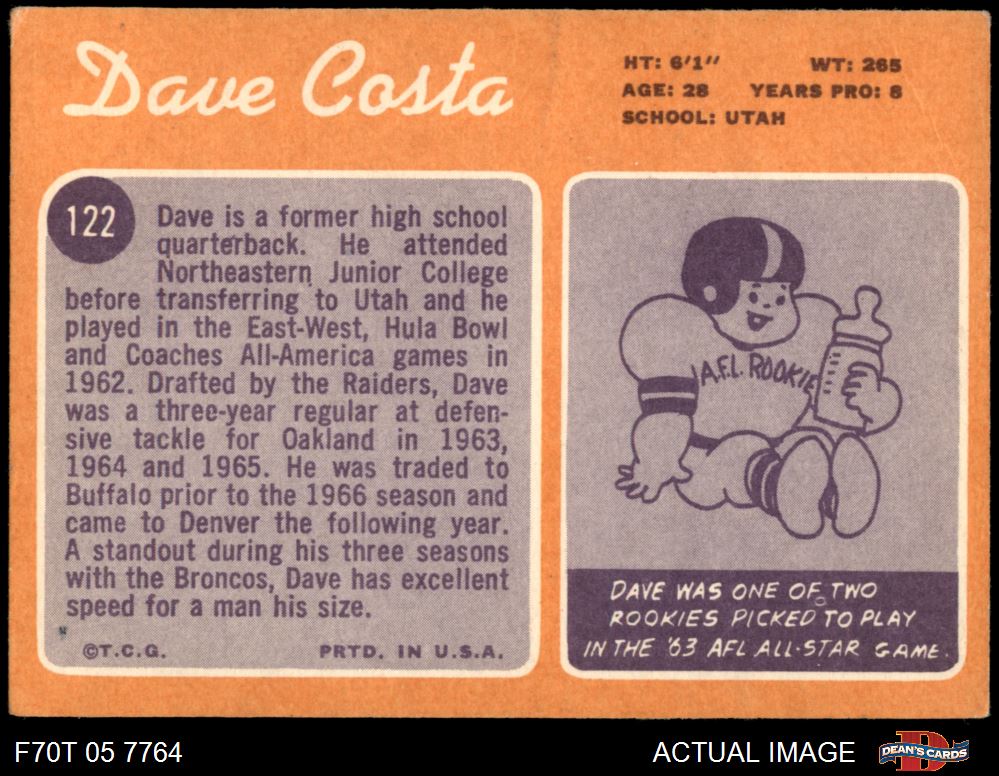 Dave Costa
HT: 6'1" WT: 265
AGE: 28 YEARS PRO: 8
SCHOOL: UTAH
122
Dave is a former high school
quarterback. He attended
Northeastern Junior College
before transferring to Utah and he
played in the East-West, Hula Bowl
and Coaches All-America games in
1962. Drafted by the Raiders, Dave
was a three-year regular at defen-
sive tackle for Oakland in 1963,
1964 and 1965. He was traded to
Buffalo prior to the 1966 season and
came to Denver the following year.
A standout during his three seasons
with the Broncos, Dave has excellent
speed for a man his size.
©T.C.G. PRTD. IN U.S.A.
A.F.L. ROOKIE
DAVE WAS ONE OF TWO
ROOKIES PICKED TO PLAY
IN THE '63 AFL ALL-STAR GAME.
F70T 05 7764
ACTUAL IMAGE
DEAN'S CARDS